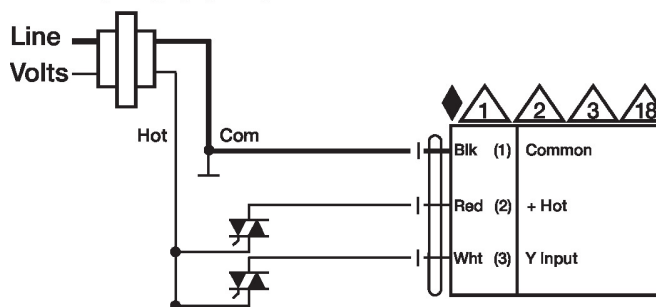 Line
Volts
Hot
Com
1 2 3 18
Blk (1) Common
Red (2) + Hot
Wht (3) Y Input